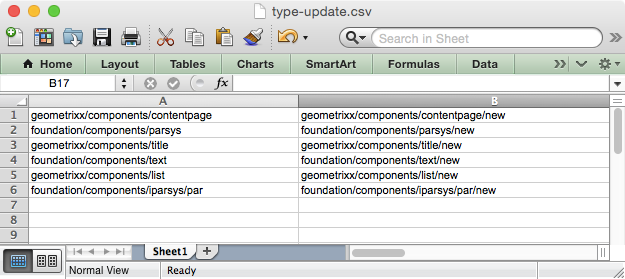 type-update.csv
Search in Sheet
Home Layout Tables Charts SmartArt Formulas Data
B17 fx
A B
1 geometrixx/components/contentpage geometrixx/components/contentpage/new
2 foundation/components/parsys foundation/components/parsys/new
3 geometrixx/components/title geometrixx/components/title/new
4 foundation/components/text foundation/components/text/new
5 geometrixx/components/list geometrixx/components/list/new
6 foundation/components/iparsys/par foundation/components/iparsys/par/new
7
8
9
Sheet1
Normal View Ready